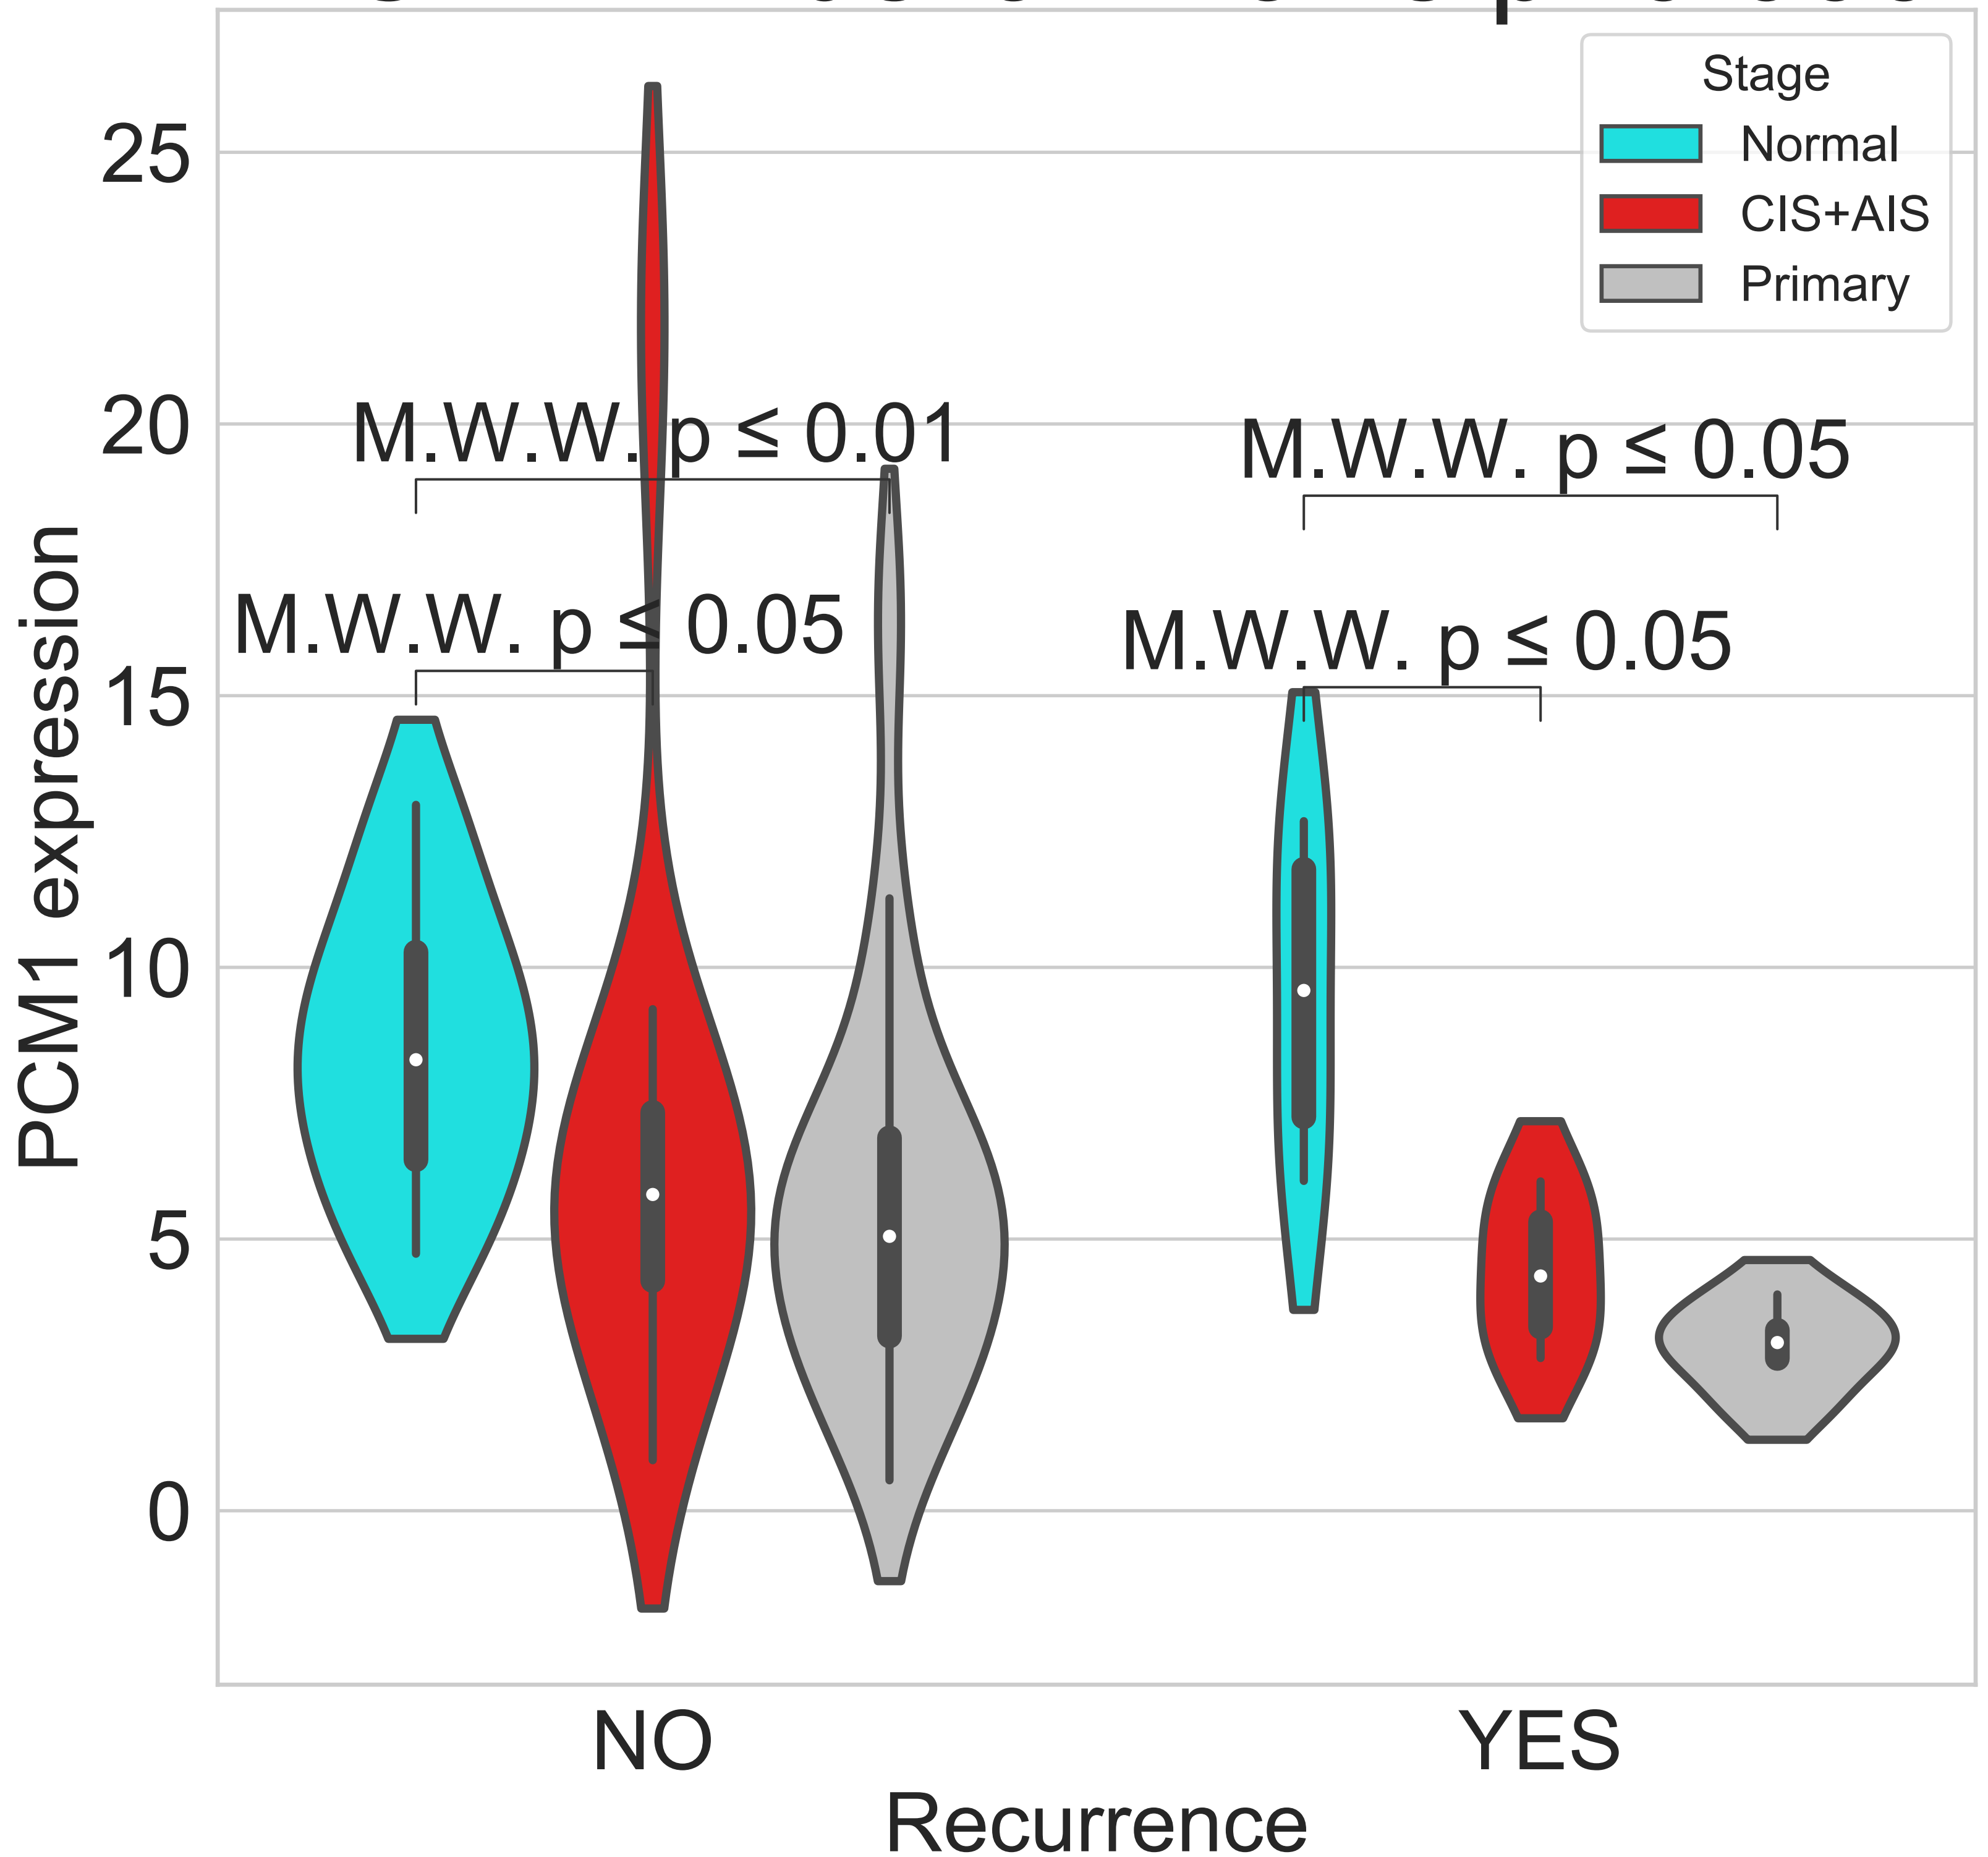 Stage
Normal
CIS+AIS
Primary
25
20
15
10
5
0
PCM1 expression
M.W.W. p ≤ 0.01
M.W.W. p ≤ 0.05
M.W.W. p ≤ 0.05
M.W.W. p ≤ 0.05
NO
YES
Recurrence